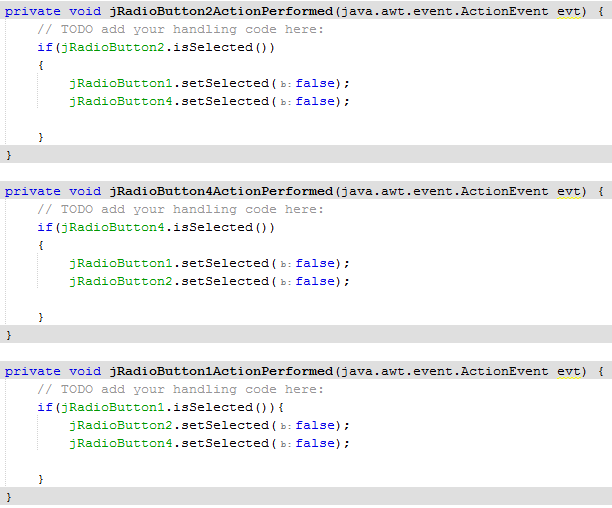 private void jRadioButton2ActionPerformed(java.awt.event.ActionEvent evt) {
    // TODO add your handling code here:
    if(jRadioButton2.isSelected())
    {
        jRadioButton1.setSelected( b: false);
        jRadioButton4.setSelected( b: false);
    }
}
private void jRadioButton4ActionPerformed(java.awt.event.ActionEvent evt) {
    // TODO add your handling code here:
    if(jRadioButton4.isSelected())
    {
        jRadioButton1.setSelected( b: false);
        jRadioButton2.setSelected( b: false);
    }
}
private void jRadioButton1ActionPerformed(java.awt.event.ActionEvent evt) {
    // TODO add your handling code here:
    if(jRadioButton1.isSelected()){
        jRadioButton2.setSelected( b: false);
        jRadioButton4.setSelected( b: false);
    }
}